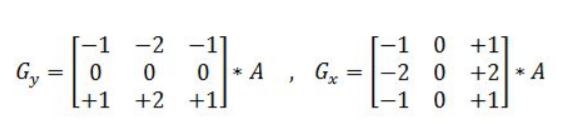 G_y = [−1 −2 −1; 0 0 0; +1 +2 +1] * A , G_x = [−1 0 +1; −2 0 +2; −1 0 +1] * A